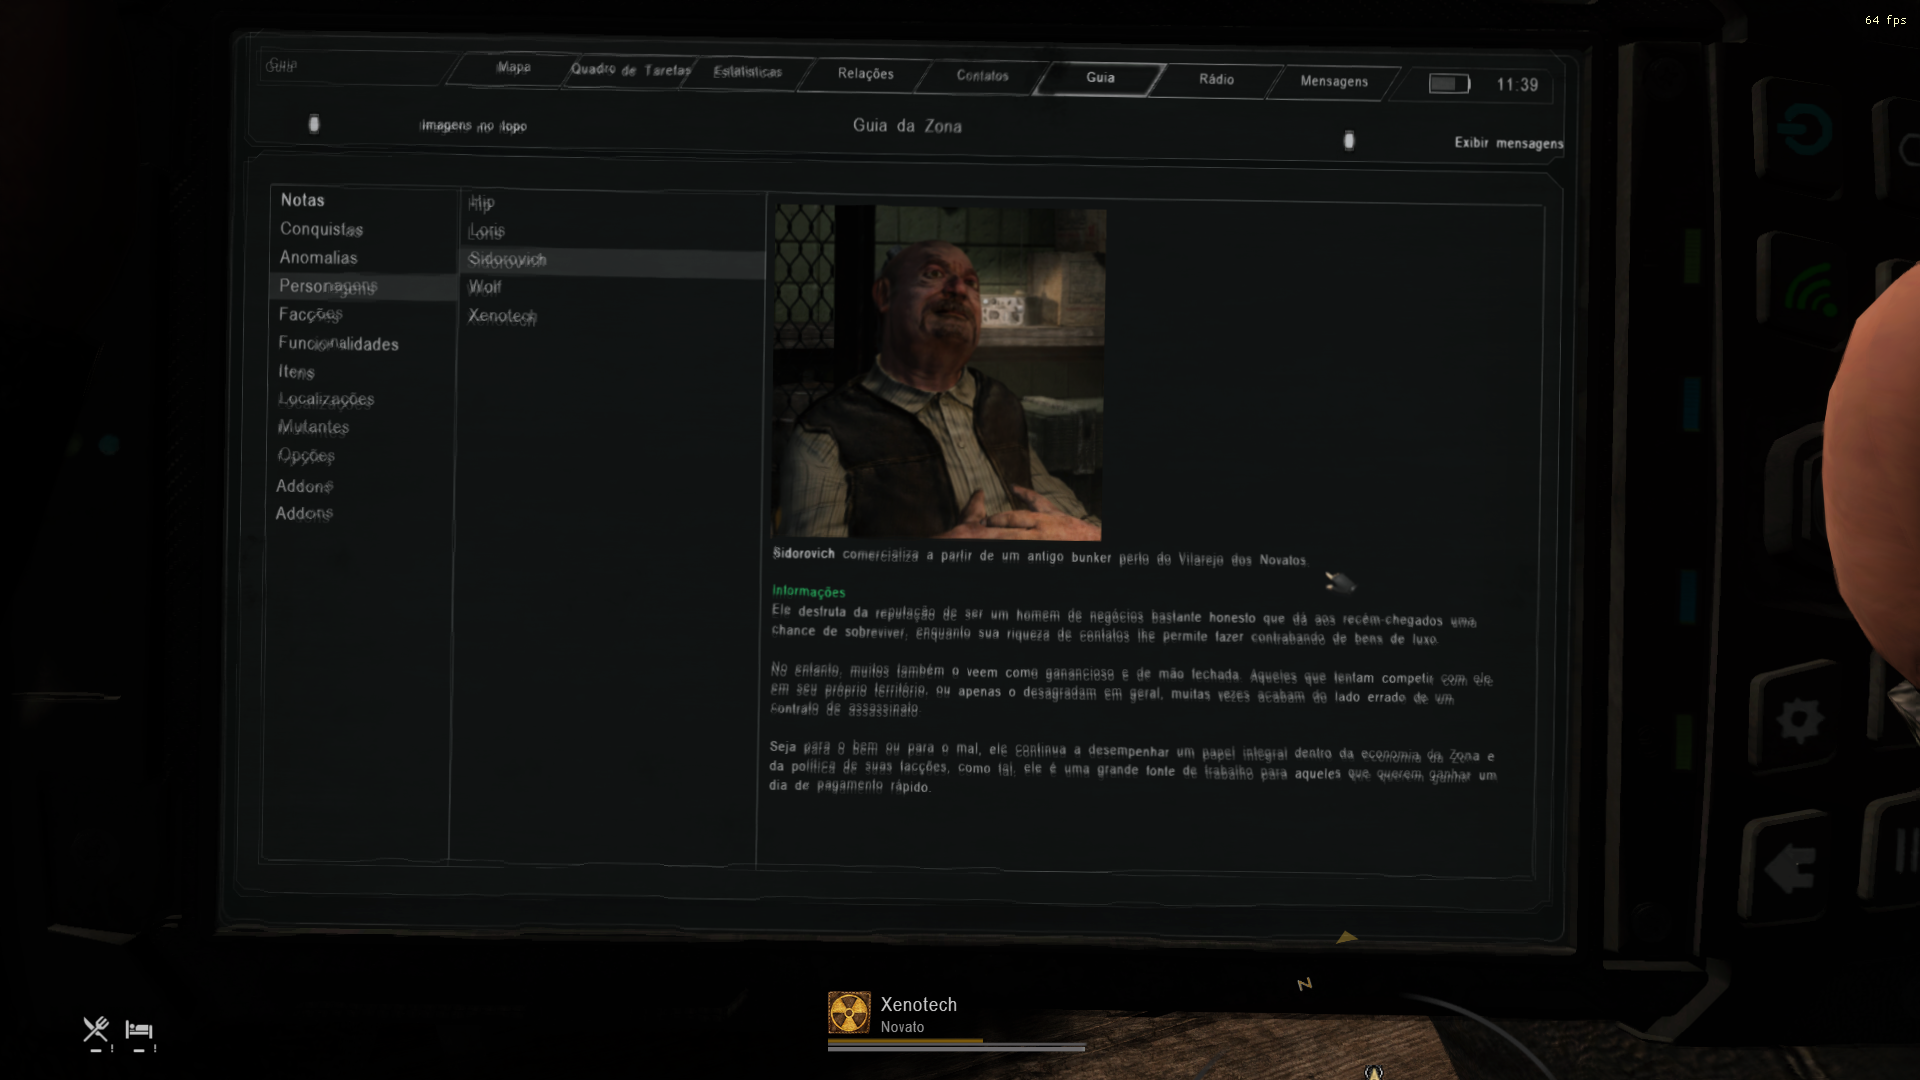 64 fps
Guia
Mapa
Quadro de Tarefas
Estatísticas
Relações
Contatos
Guia
Rádio
Mensagens
11:39
Imagens no topo
Guia da Zona
Exibir mensagens
Notas
Conquistas
Anomalias
Personagens
Facções
Funcionalidades
Itens
Localizações
Mutantes
Opções
Addons
Addons
Hip
Loris
Sidorovich
Wolf
Xenotech
Sidorovich comercializa a partir de um antigo bunker perto do Vilarejo dos Novatos.
Informações
Ele desfruta da reputação de ser um homem de negócios bastante honesto que dá aos recém-chegados uma
chance de sobreviver, enquanto sua riqueza de contatos lhe permite fazer contrabando de bens de luxo.
No entanto, muitos também o veem como ganancioso e de mão fechada. Aqueles que tentam competir com ele
em seu próprio território, ou apenas o desagradam em geral, muitas vezes acabam do lado errado de um
contrato de assassinato.
Seja para o bem ou para o mal, ele continua a desempenhar um papel integral dentro da economia da Zona e
da política de suas facções, como tal, ele é uma grande fonte de trabalho para aqueles que querem ganhar um
dia de pagamento rápido.
N
Xenotech
Novato